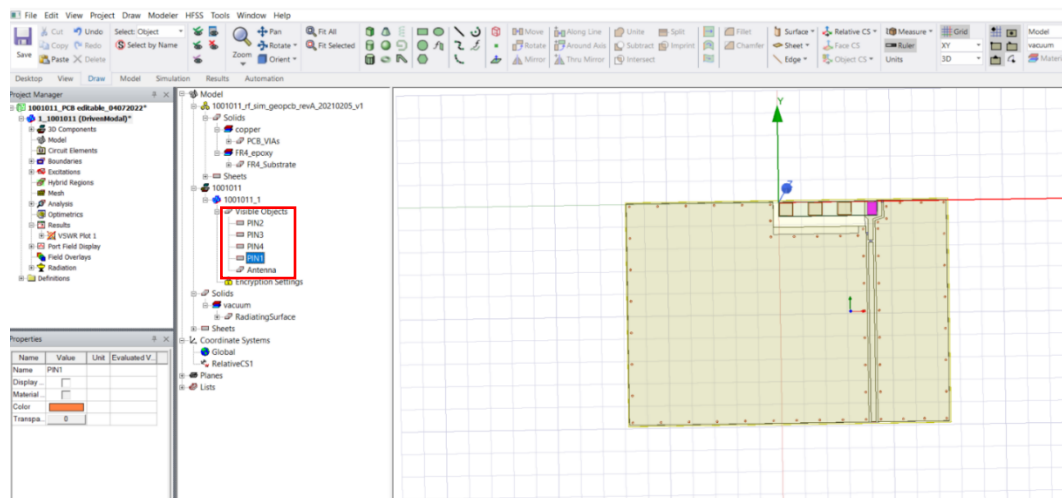 File Edit View Project Draw Modeler HFSS Tools Window Help
Save
Cut Undo
Copy Redo
Paste Delete
Select: Object
Select by Name
Zoom
Pan
Rotate
Orient
Fit All
Fit Selected
Move Along Line
Rotate Around Axis
Mirror Thru Mirror
Unite Split
Subtract Imprint
Intersect
Fillet
Chamfer
Surface
Sheet
Edge
Relative CS
Face CS
Object CS
Measure
Ruler
Units
Grid
XY
3D
Model
vacuum
Desktop View Draw Model Simulation Results Automation
Project Manager
1001011_PCB editable_04072022*
1_1001011 (DrivenModal)*
3D Components
Model
Circuit Elements
Boundaries
Excitations
Hybrid Regions
Mesh
Analysis
Optimetrics
Results
VSWR Plot 1
Port Field Display
Field Overlays
Radiation
Definitions
Properties
Name Value Unit Evaluated V...
Name PIN1
Display ...
Material...
Color
Transpa... 0
Model
1001011_rf_sim_geopcb_revA_20210205_v1
Solids
copper
PCB_VIAs
FR4_epoxy
FR4_Substrate
Sheets
1001011
1001011_1
Visible Objects
PIN2
PIN3
PIN4
PIN1
Antenna
Encryption Settings
Solids
vacuum
RadiatingSurface
Sheets
Coordinate Systems
Global
RelativeCS1
Planes
Lists
Y
Z